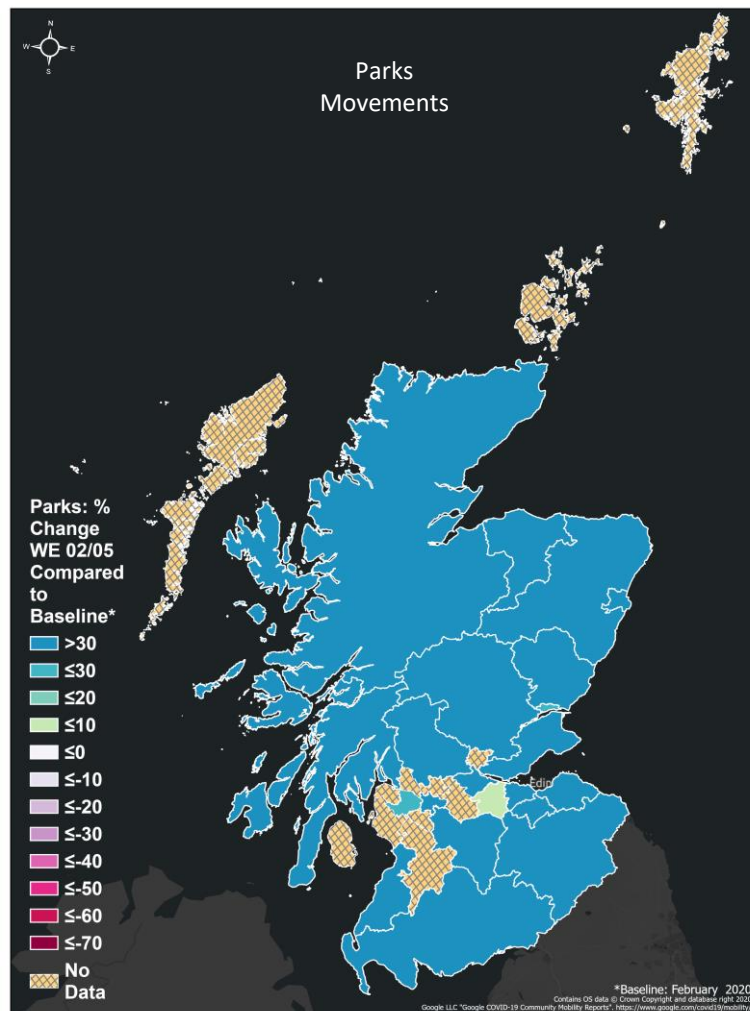 N
W E
S
Parks
Movements
Parks: %
Change
WE 02/05
Compared
to
Baseline*
>30
≤30
≤20
≤10
≤0
≤-10
≤-20
≤-30
≤-40
≤-50
≤-60
≤-70
No
Data
Edin
*Baseline: February 2020
Contains OS data © Crown Copyright and database right 2020
Google LLC "Google COVID-19 Community Mobility Reports". https://www.google.com/covid19/mobility/